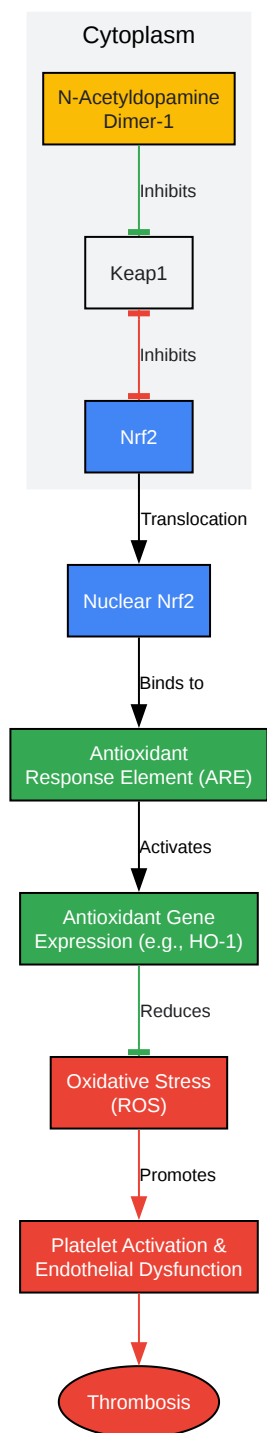 Cytoplasm
N-Acetyldopamine
Dimer-1
Inhibits
Keap1
Inhibits
Nrf2
Translocation
Nuclear Nrf2
Binds to
Antioxidant
Response Element (ARE)
Activates
Antioxidant Gene
Expression (e.g., HO-1)
Reduces
Oxidative Stress
(ROS)
Promotes
Platelet Activation &
Endothelial Dysfunction
Thrombosis